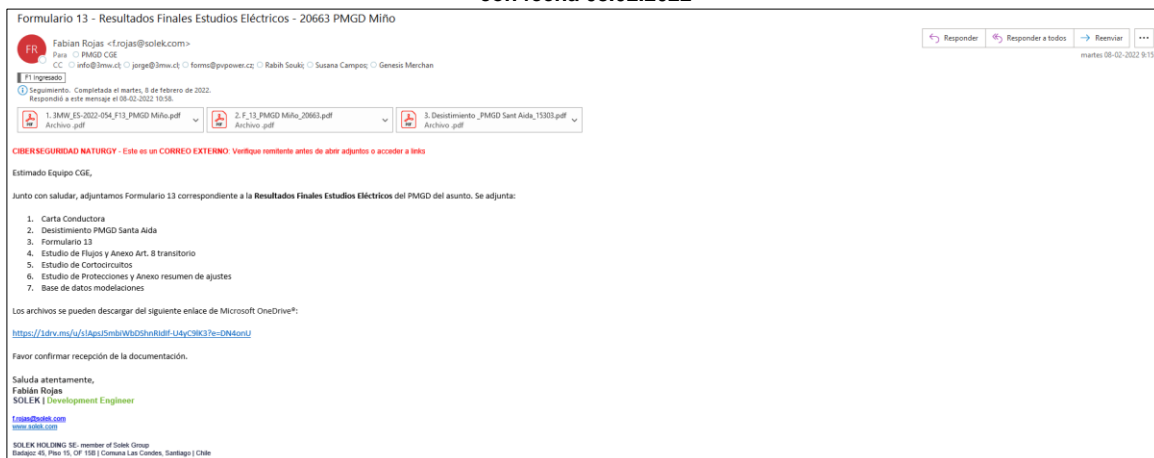 Formulario 13 - Resultados Finales Estudios Eléctricos - 20663 PMGD Miño
FR
Fabian Rojas <f.rojas@solek.com>
Para PMGD CGE
CC info@3mw.cl; jorge@3mw.cl; forms@pvpower.cz; Rabih Souki; Susana Campos; Genesis Merchan
Responder
Responder a todos
Reenviar
martes 08-02-2022 9:15
F1 Ingresado
Seguimiento. Completada el martes, 8 de febrero de 2022.
Respondió a este mensaje el 08-02-2022 10:58.
1. 3MW_ES-2022-054_F13_PMGD Miño.pdf
Archivo .pdf
2. F_13_PMGD Miño_20663.pdf
Archivo .pdf
3. Desistimiento _PMGD Sant Aida_15303.pdf
Archivo .pdf
CIBERSEGURIDAD NATURGY - Este es un CORREO EXTERNO: Verifique remitente antes de abrir adjuntos o acceder a links
Estimado Equipo CGE,
Junto con saludar, adjuntamos Formulario 13 correspondiente a la Resultados Finales Estudios Eléctricos del PMGD del asunto. Se adjunta:
1. Carta Conductora
2. Desistimiento PMGD Santa Aida
3. Formulario 13
4. Estudio de Flujos y Anexo Art. 8 transitorio
5. Estudio de Cortocircuitos
6. Estudio de Protecciones y Anexo resumen de ajustes
7. Base de datos modelaciones
Los archivos se pueden descargar del siguiente enlace de Microsoft OneDrive®:
Favor confirmar recepción de la documentación.
Saluda atentamente,
Fabián Rojas
SOLEK | Development Engineer
f.rojas@solek.com
www.solek.com
SOLEK HOLDING SE- member of Solek Group
Badajoz 45, Piso 15, OF 15B | Comuna Las Condes, Santiago | Chile